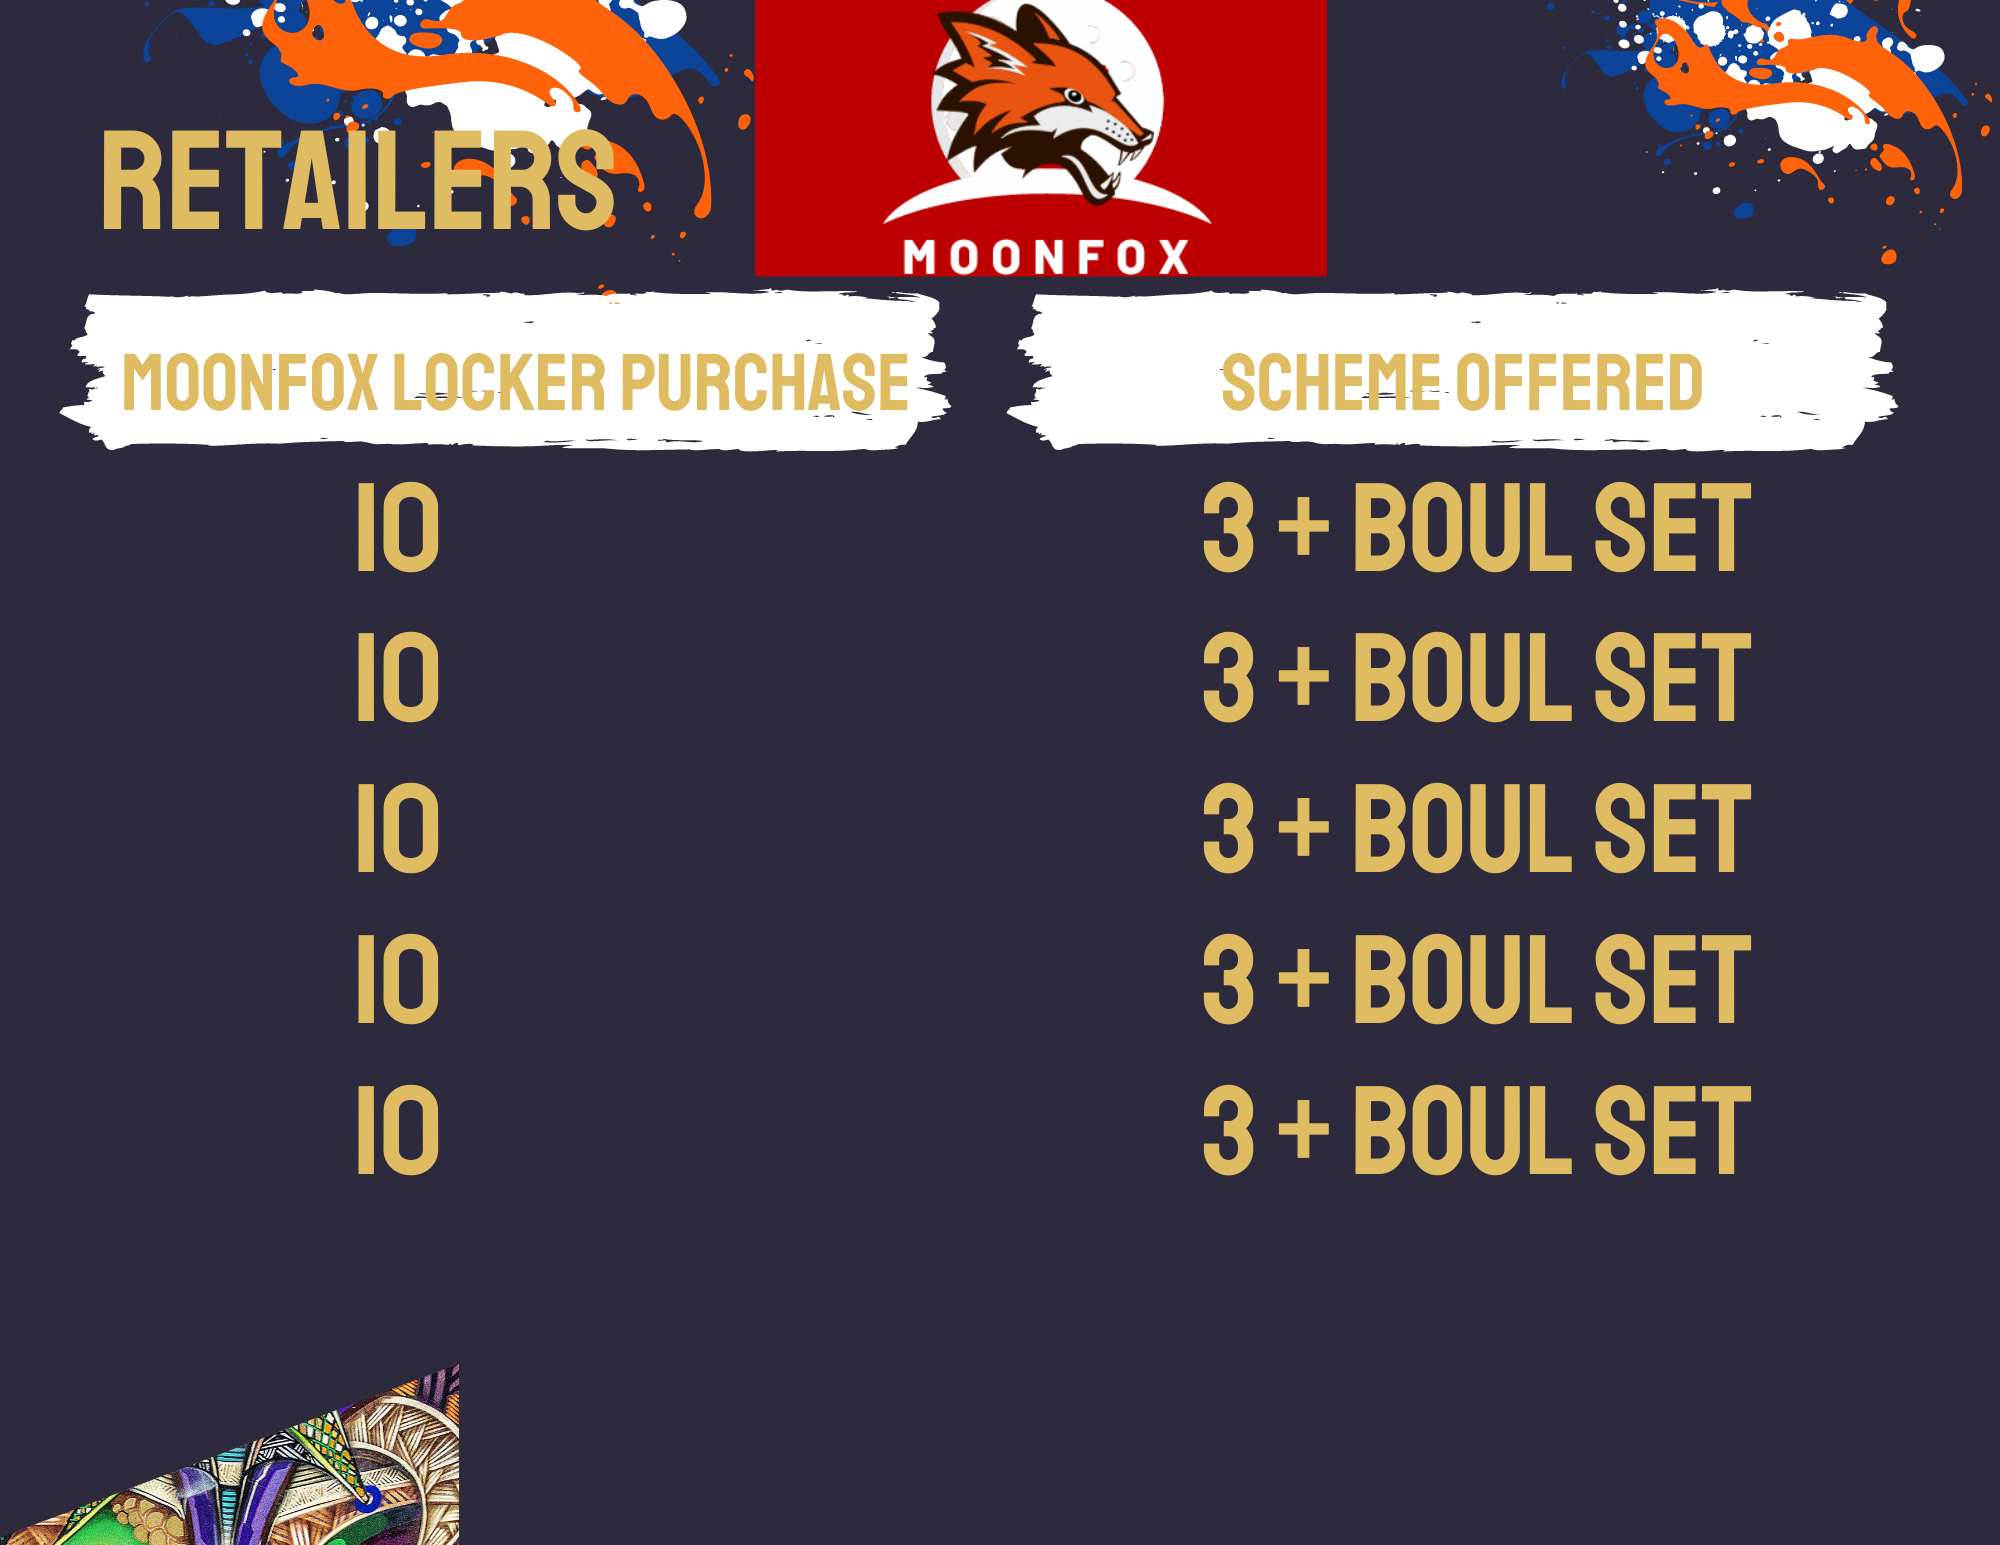 MOONFOX
RETAILERS
MOONFOX LOCKER PURCHASE
SCHEME OFFERED
10
3 + BOUL SET
10
3 + BOUL SET
10
3 + BOUL SET
10
3 + BOUL SET
10
3 + BOUL SET